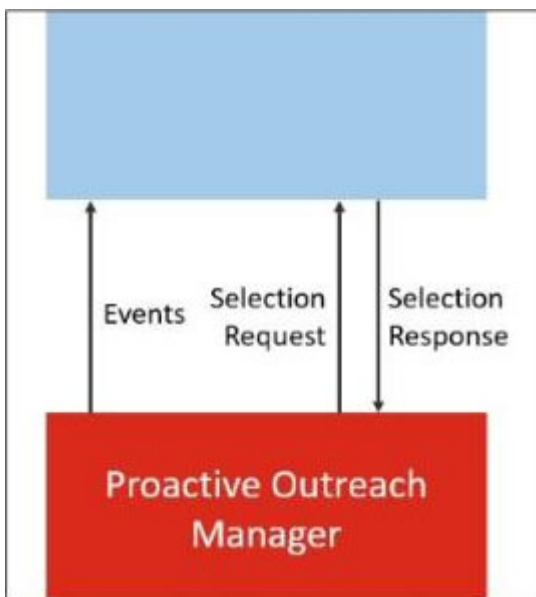 Events
Selection
Request
Selection
Response
Proactive Outreach
Manager